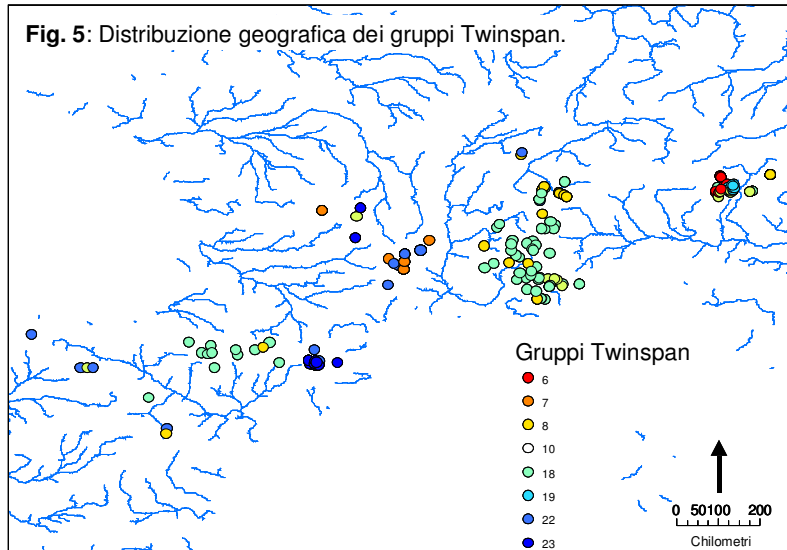 Fig. 5: Distribuzione geografica dei gruppi Twinspan.
Gruppi Twinspan
6
7
8
10
18
19
22
23
0 50100 200
Chilometri